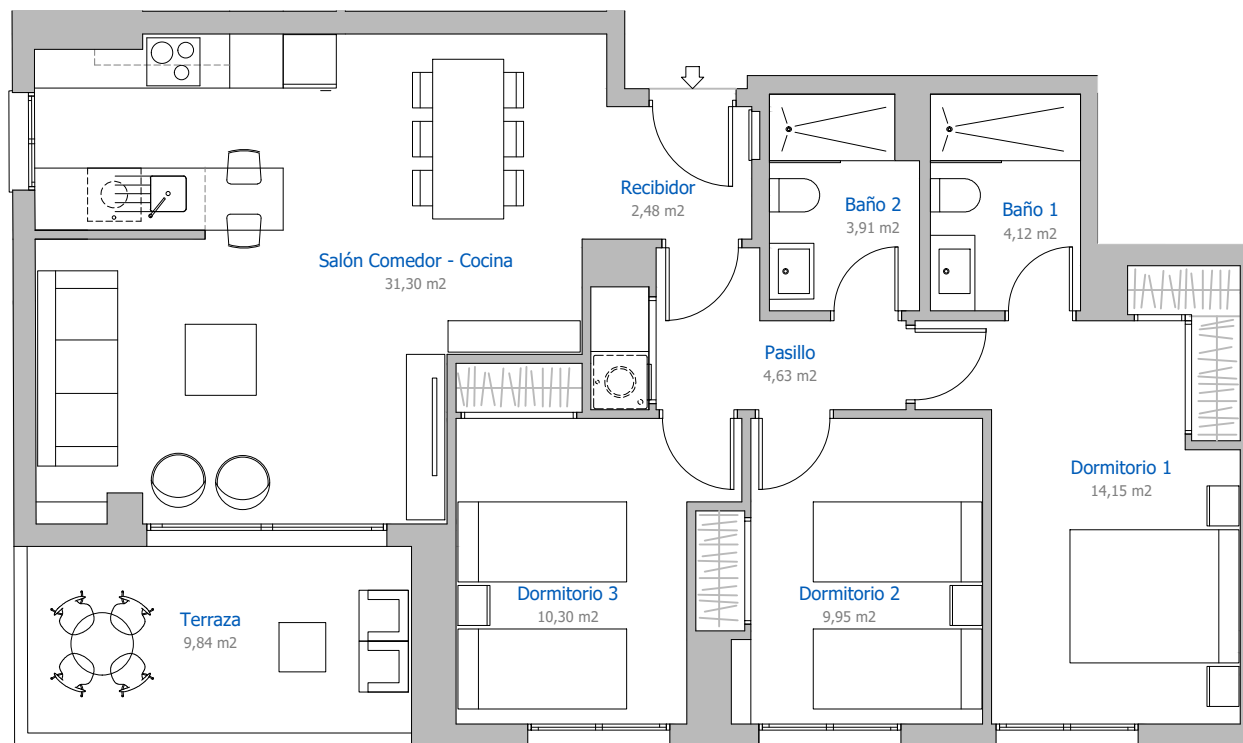 Recibidor
2,48 m2
Baño 2
3,91 m2
Baño 1
4,12 m2
Salón Comedor - Cocina
31,30 m2
Pasillo
4,63 m2
Dormitorio 1
14,15 m2
Dormitorio 3
10,30 m2
Dormitorio 2
9,95 m2
Terraza
9,84 m2